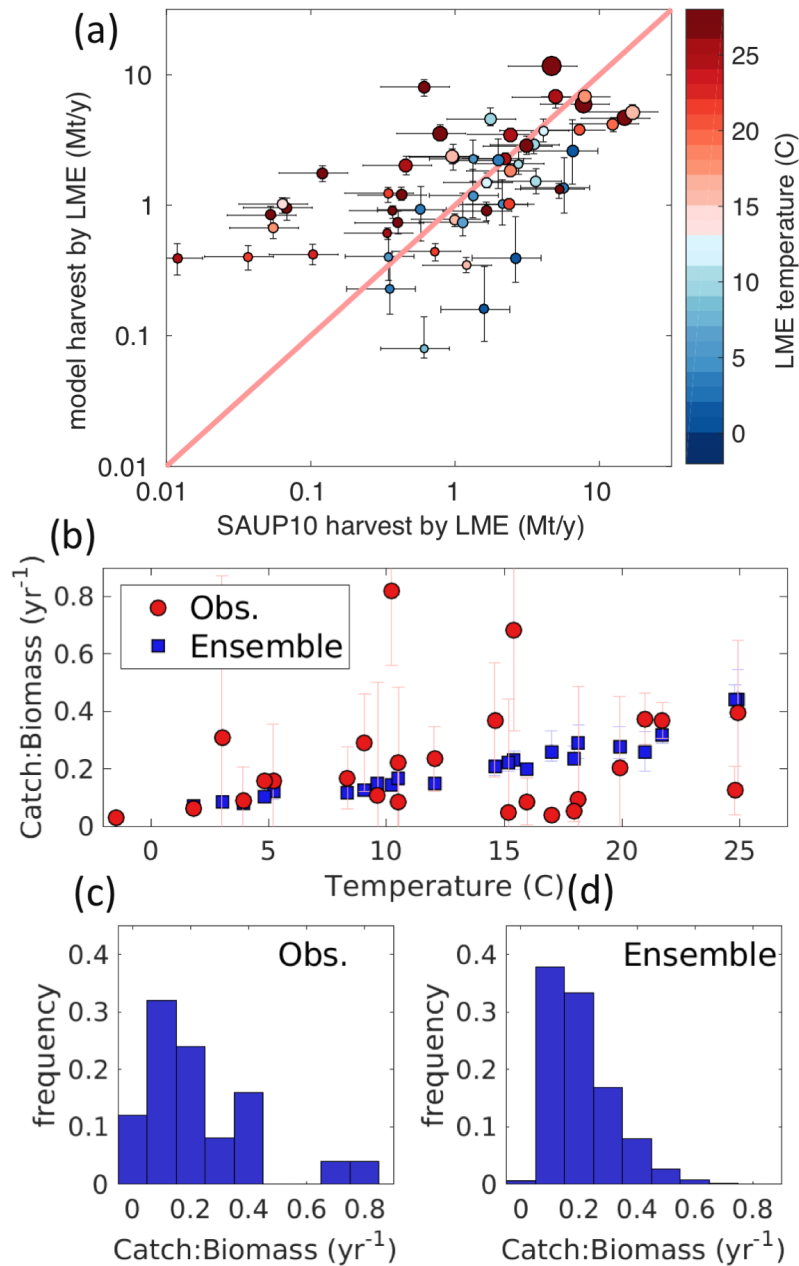 (a)
10
1
0.1
0.01
model harvest by LME (Mt/y)
0.01 0.1 1 10
SAUP10 harvest by LME (Mt/y)
25
20
15
10
5
0
LME temperature (C)
(b)
0.8
0.6
0.4
0.2
0
Catch:Biomass (yr-1)
Obs.
Ensemble
0 5 10 15 20 25
Temperature (C)
(c)
0.4
0.3
0.2
0.1
0
frequency
Obs.
0 0.2 0.4 0.6 0.8
Catch:Biomass (yr-1)
(d)
0.4
0.3
0.2
0.1
0
frequency
Ensemble
0 0.2 0.4 0.6 0.8
Catch:Biomass (yr-1)